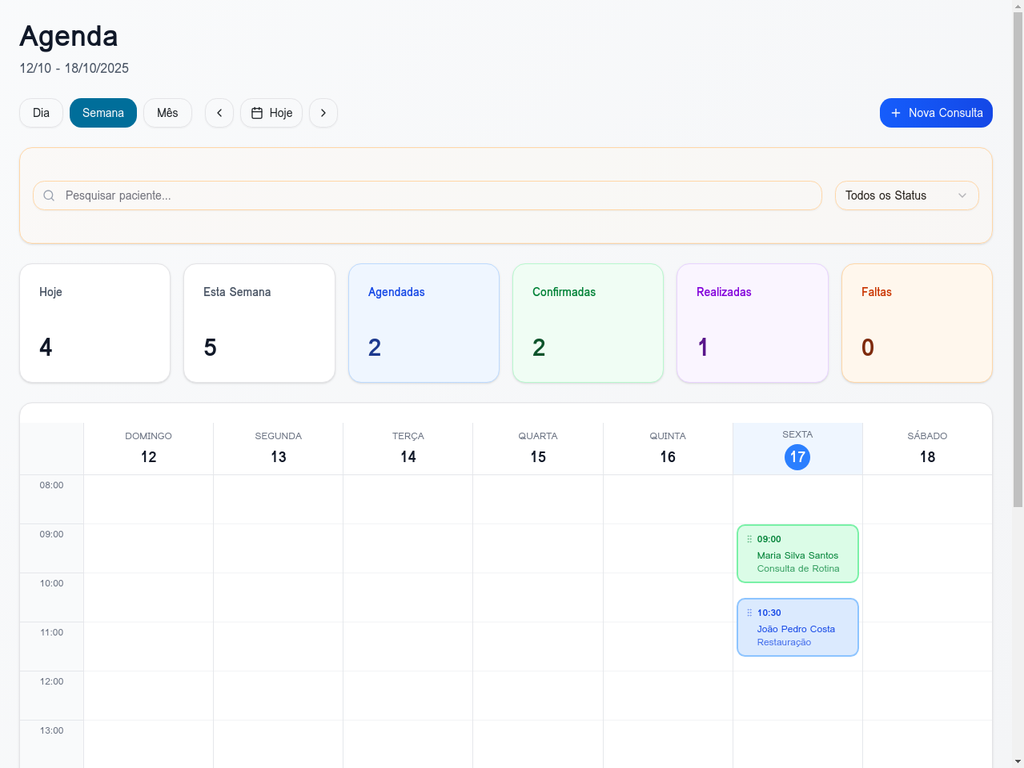 Agenda
12/10 - 18/10/2025
Dia Semana Mês Hoje + Nova Consulta
Pesquisar paciente... Todos os Status
Hoje Esta Semana Agendadas Confirmadas Realizadas Faltas
4 5 2 2 1 0
DOMINGO SEGUNDA TERÇA QUARTA QUINTA SEXTA SÁBADO
12 13 14 15 16 17 18
08:00
09:00
09:00
Maria Silva Santos
Consulta de Rotina
10:00
10:30
João Pedro Costa
Restauração
11:00
12:00
13:00